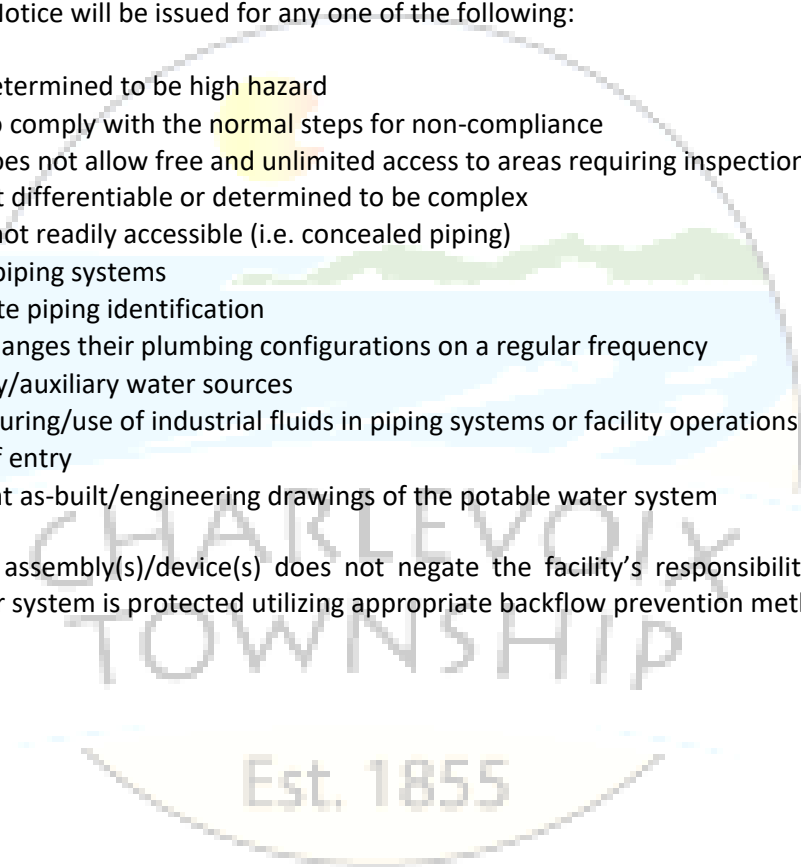 Notice will be issued for any one of the following:
etermined to be high hazard
o comply with the normal steps for non-compliance
oes not allow free and unlimited access to areas requiring inspection
t differentiable or determined to be complex
not readily accessible (i.e. concealed piping)
piping systems
te piping identification
anges their plumbing configurations on a regular frequency
y/auxiliary water sources
uring/use of industrial fluids in piping systems or facility operations
f entry
nt as-built/engineering drawings of the potable water system
CHARLEVOIX
assembly(s)/device(s) does not negate the facility’s responsibilit
r system is protected utilizing appropriate backflow prevention met
TOWNSHIP
Est. 1855